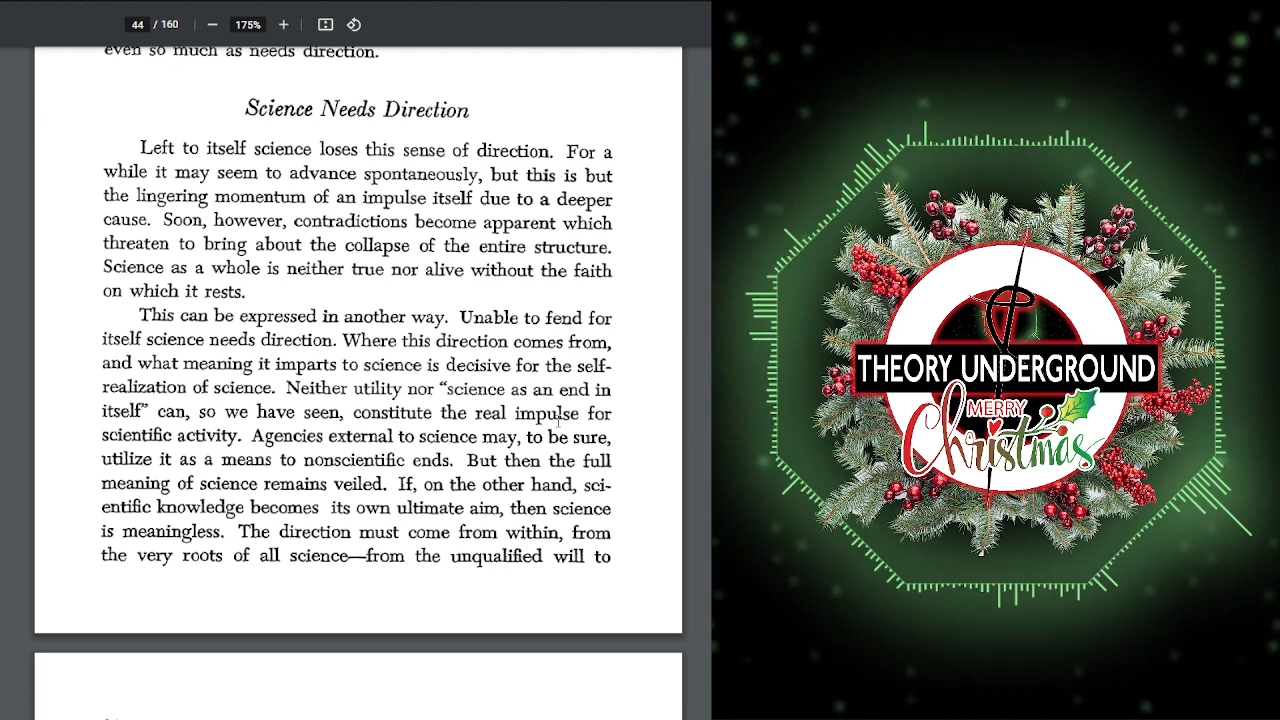 44 / 160
175%
even so much as needs direction.
Science Needs Direction
Left to itself science loses this sense of direction. For a
while it may seem to advance spontaneously, but this is but
the lingering momentum of an impulse itself due to a deeper
cause. Soon, however, contradictions become apparent which
threaten to bring about the collapse of the entire structure.
Science as a whole is neither true nor alive without the faith
on which it rests.
This can be expressed in another way. Unable to fend for
itself science needs direction. Where this direction comes from,
and what meaning it imparts to science is decisive for the self-
realization of science. Neither utility nor “science as an end in
itself” can, so we have seen, constitute the real impulse for
scientific activity. Agencies external to science may, to be sure,
utilize it as a means to nonscientific ends. But then the full
meaning of science remains veiled. If, on the other hand, sci-
entific knowledge becomes its own ultimate aim, then science
is meaningless. The direction must come from within, from
the very roots of all science—from the unqualified will to
THEORY UNDERGROUND
MERRY
Christmas